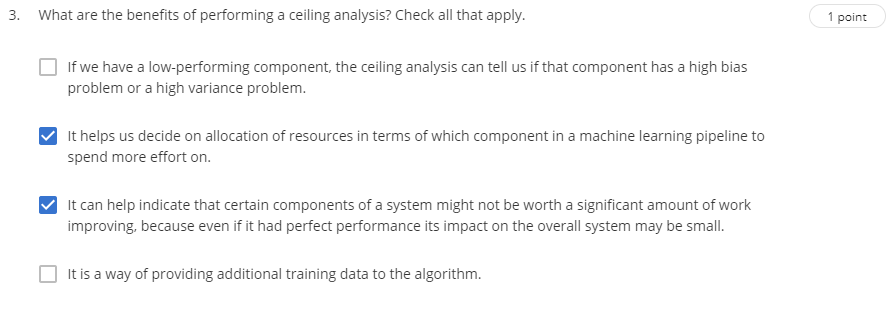 3. What are the benefits of performing a ceiling analysis? Check all that apply.
1 point
If we have a low-performing component, the ceiling analysis can tell us if that component has a high bias
problem or a high variance problem.
It helps us decide on allocation of resources in terms of which component in a machine learning pipeline to
spend more effort on.
It can help indicate that certain components of a system might not be worth a significant amount of work
improving, because even if it had perfect performance its impact on the overall system may be small.
It is a way of providing additional training data to the algorithm.